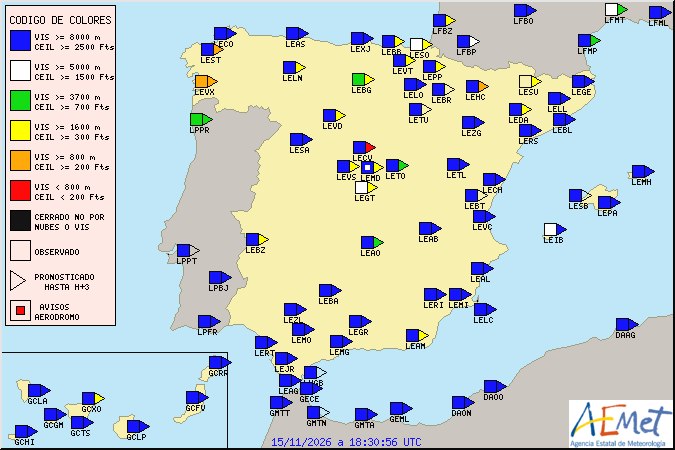 CODIGO DE COLORES
VIS >= 8000 m
CEIL >= 2500 Fts
VIS >= 5000 m
CEIL >= 1500 Fts
VIS >= 3700 m
CEIL >= 700 Fts
VIS >= 1600 m
CEIL >= 300 Fts
VIS >= 800 m
CEIL >= 200 Fts
VIS < 800 m
CEIL < 200 Fts
CERRADO NO POR
NUBES O VIS
OBSERVADO
PRONOSTICADO
HASTA H+3
AVISOS
AERODROMO
LECO
LEAS
LEXJ
LEBB
LESO
LFBZ
LFBP
LFBO
LFMT
LFML
LFMP
LEST
LEVX
LPPR
LELN
LEBG
LEVT
LEPP
LELO
LEBR
LEHC
LETU
LESU
LEGE
LELL
LEDA
LEBL
LERS
LEZG
LEVD
LESA
LECV
LEVS
LEMD
LETO
LEGT
LETL
LECH
LEBT
LEVC
LEMH
LESB
LEPA
LEIB
LEBZ
LEAO
LEAB
LEAL
LPPT
LPBJ
LPFR
LEBA
LERI
LEMI
LELC
LEZL
LEMO
LEGR
LEAM
LERT
LEMG
LEJR
LXGB
LEAG
GECE
GMTT
GMTN
GMTA
GEML
DAON
DAOO
DAAG
GCRR
GCLA
GCXO
GCFV
GCGM
GCTS
GCHI
GCLP
15/11/2026 a 18:30:56 UTC
AEMet
Agencia Estatal de Meteorología